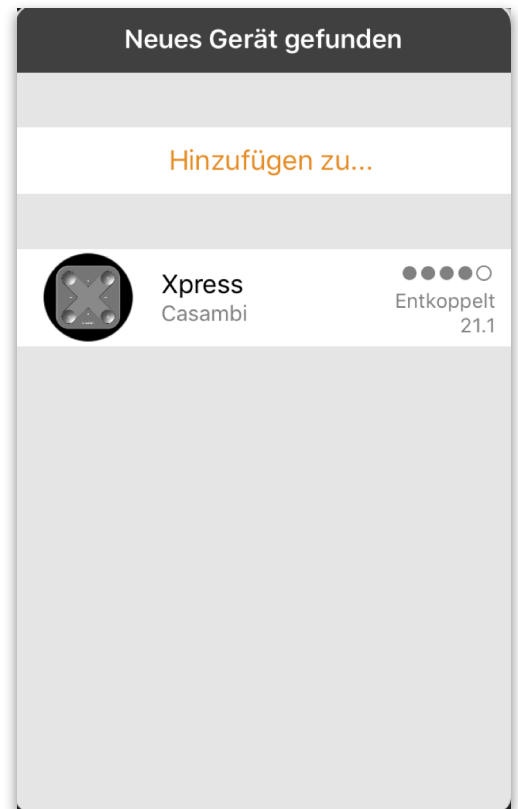 Neues Gerät gefunden
Hinzufügen zu...
Xpress
Casambi
Entkoppelt
21.1